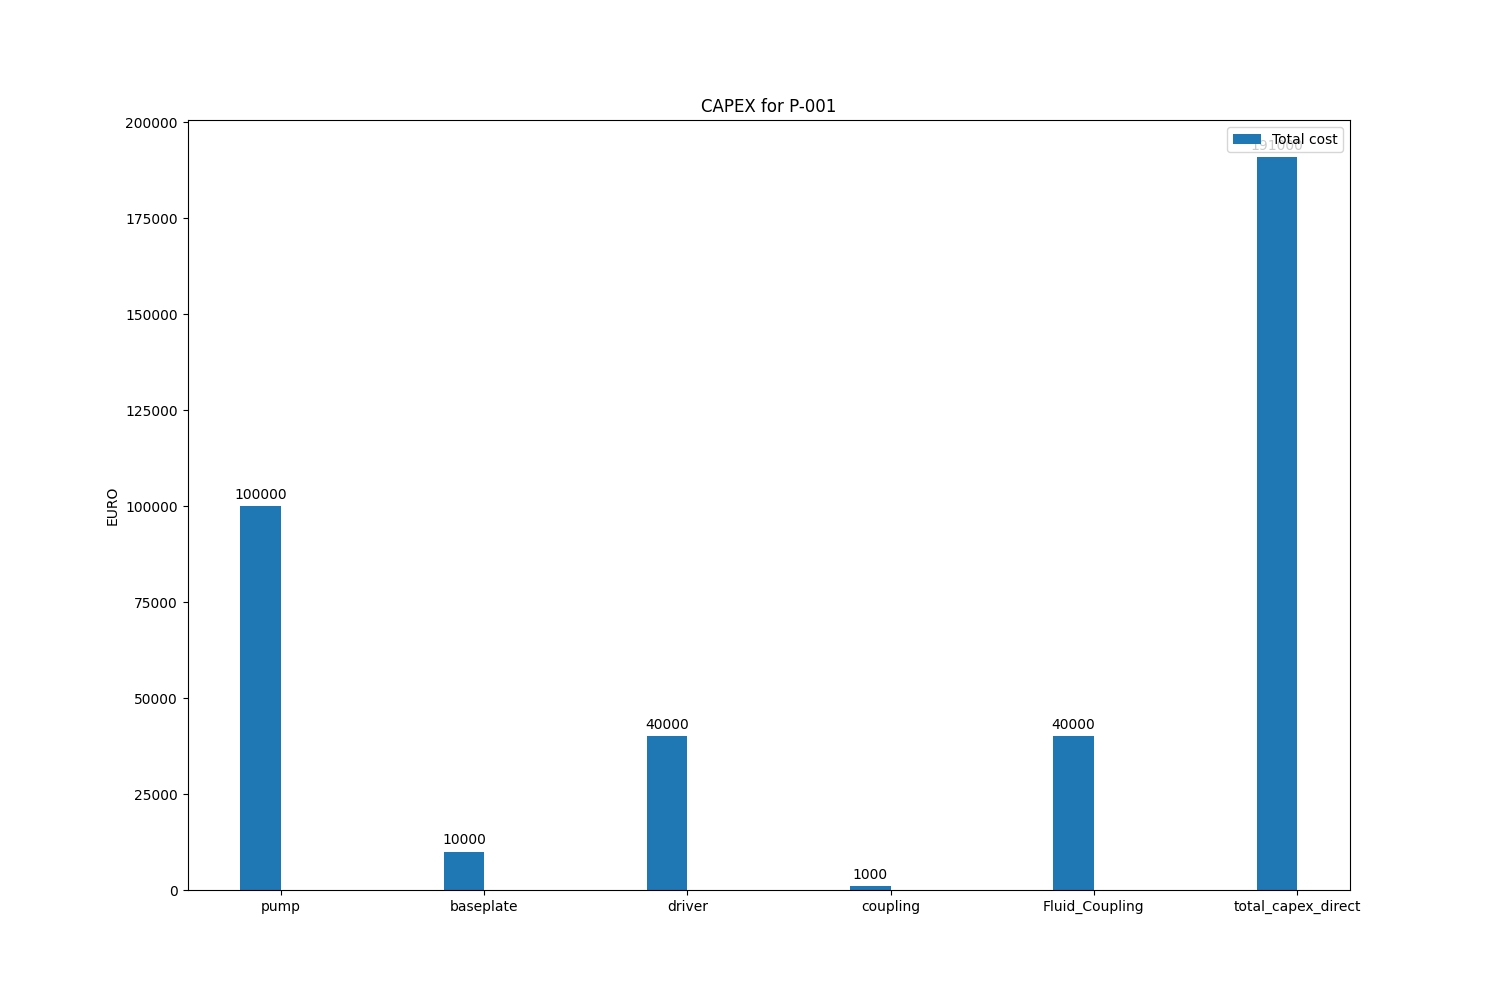 CAPEX for P-001
Total cost
191000
200000
175000
150000
125000
100000
75000
50000
25000
0
EURO
100000
10000
40000
1000
40000
pump
baseplate
driver
coupling
Fluid_Coupling
total_capex_direct